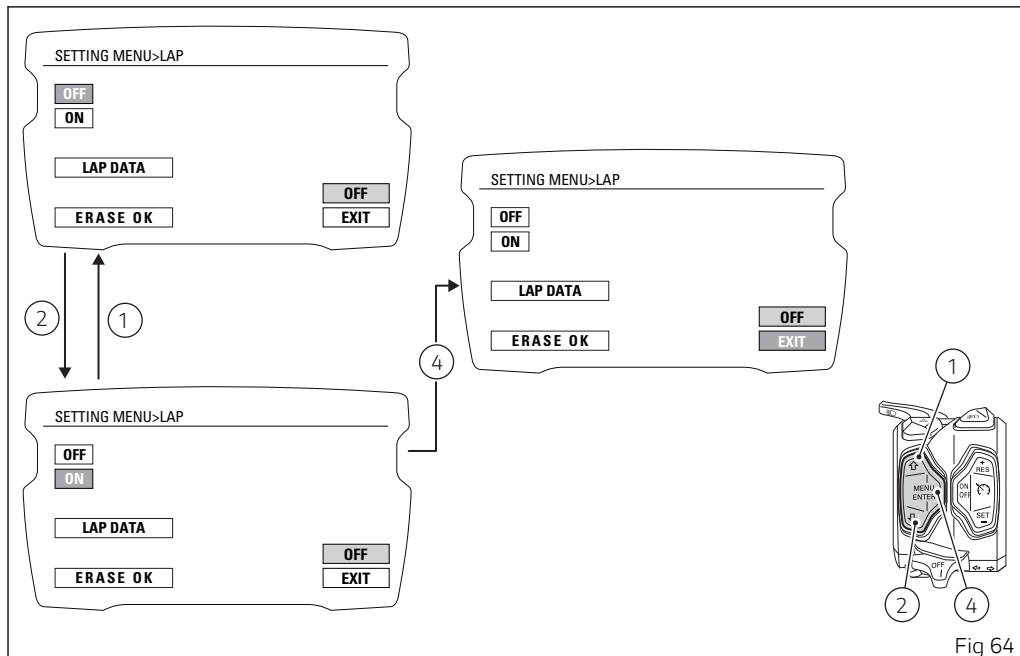 SETTING MENU>LAP
OFF
ON
LAP DATA
ERASE OK
OFF
EXIT
2
1
SETTING MENU>LAP
OFF
ON
LAP DATA
ERASE OK
OFF
EXIT
4
SETTING MENU>LAP
OFF
ON
LAP DATA
ERASE OK
OFF
EXIT
1
MENU
ENTER
+
RES
ON
OFF
SET
–
OFF
2
4
Fig 64